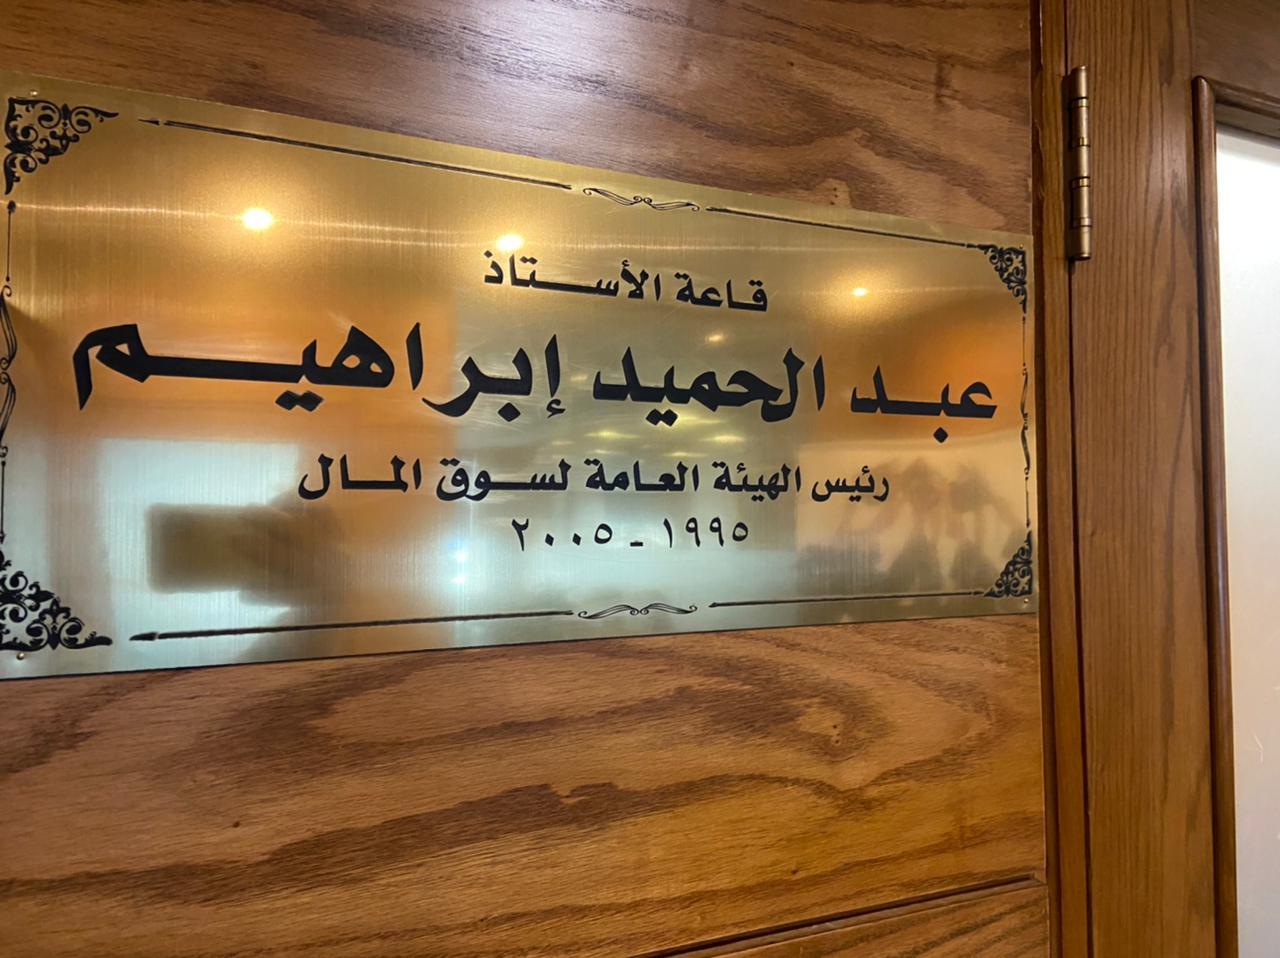 قاعة الأستاذ
عبد الحميد إبراهيم
رئيس الهيئة العامة لسوق المال
١٩٩٥ - ٢٠٠٥